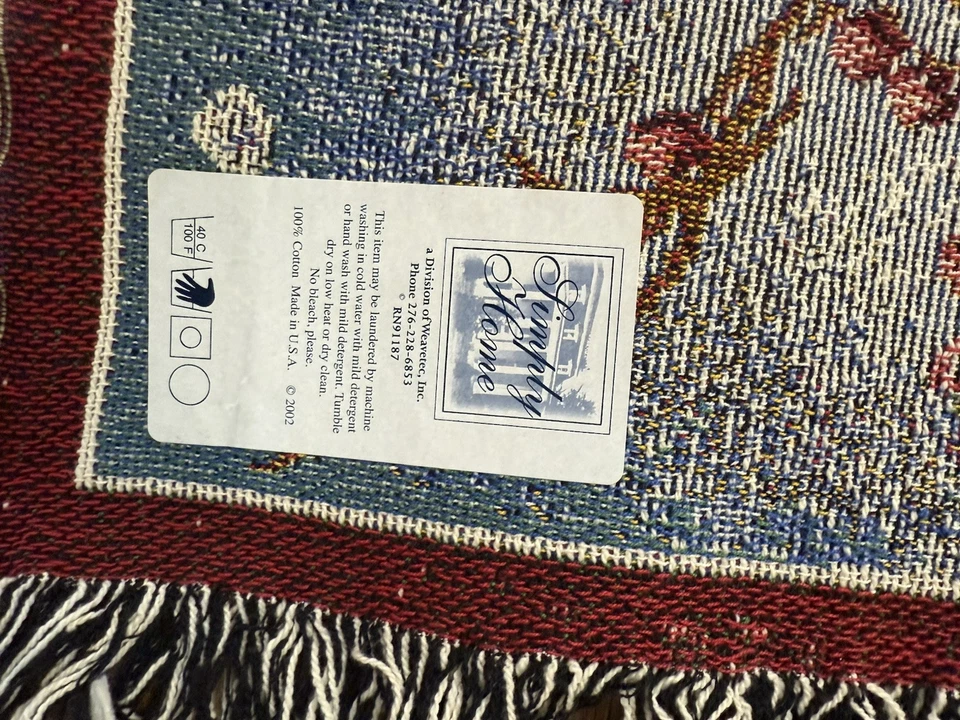 Simply
Home
a Division of Weavetec, Inc.
Phone 276-228-6853
© RN91187
This item may be laundered by machine
washing in cold water with mild detergent
or hand wash with mild detergent. Tumble
dry on low heat or dry clean.
No bleach, please.
100% Cotton Made in U.S.A. © 2002
40 C
100 F